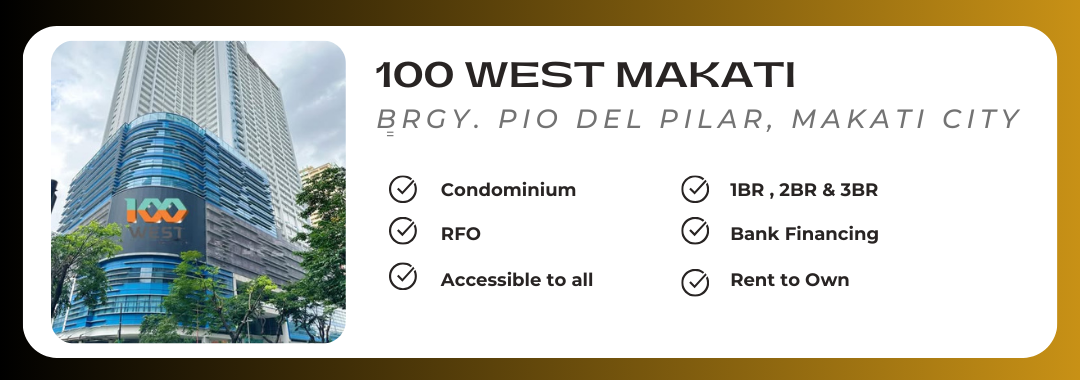 100 WEST MAKATI
BRGY. PIO DEL PILAR, MAKATI CITY
=
100
WEST
Condominium
RFO
Accessible to all
1BR , 2BR & 3BR
Bank Financing
Rent to Own